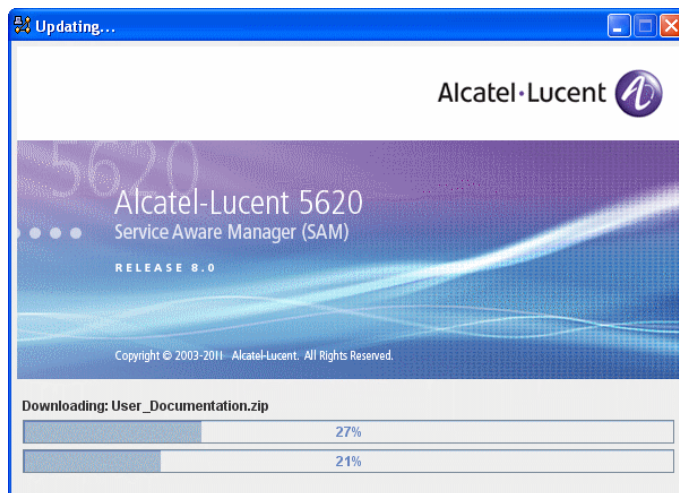 Updating...
Alcatel·Lucent
5620
Alcatel-Lucent 5620
Service Aware Manager (SAM)
RELEASE 8.0
Copyright © 2003-2011 Alcatel-Lucent. All Rights Reserved.
Downloading: User_Documentation.zip
27%
21%